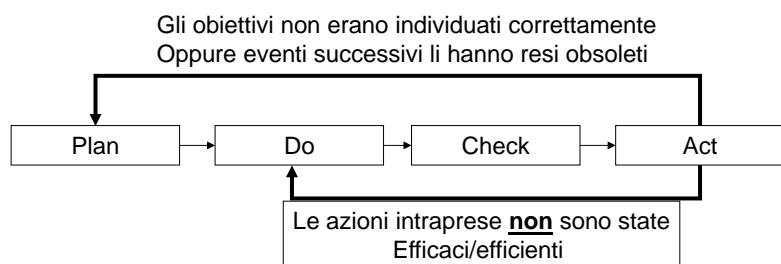 Gli obiettivi non erano individuati correttamente
Oppure eventi successivi li hanno resi obsoleti
Plan
Do
Check
Act
Le azioni intraprese non sono state
Efficaci/efficienti